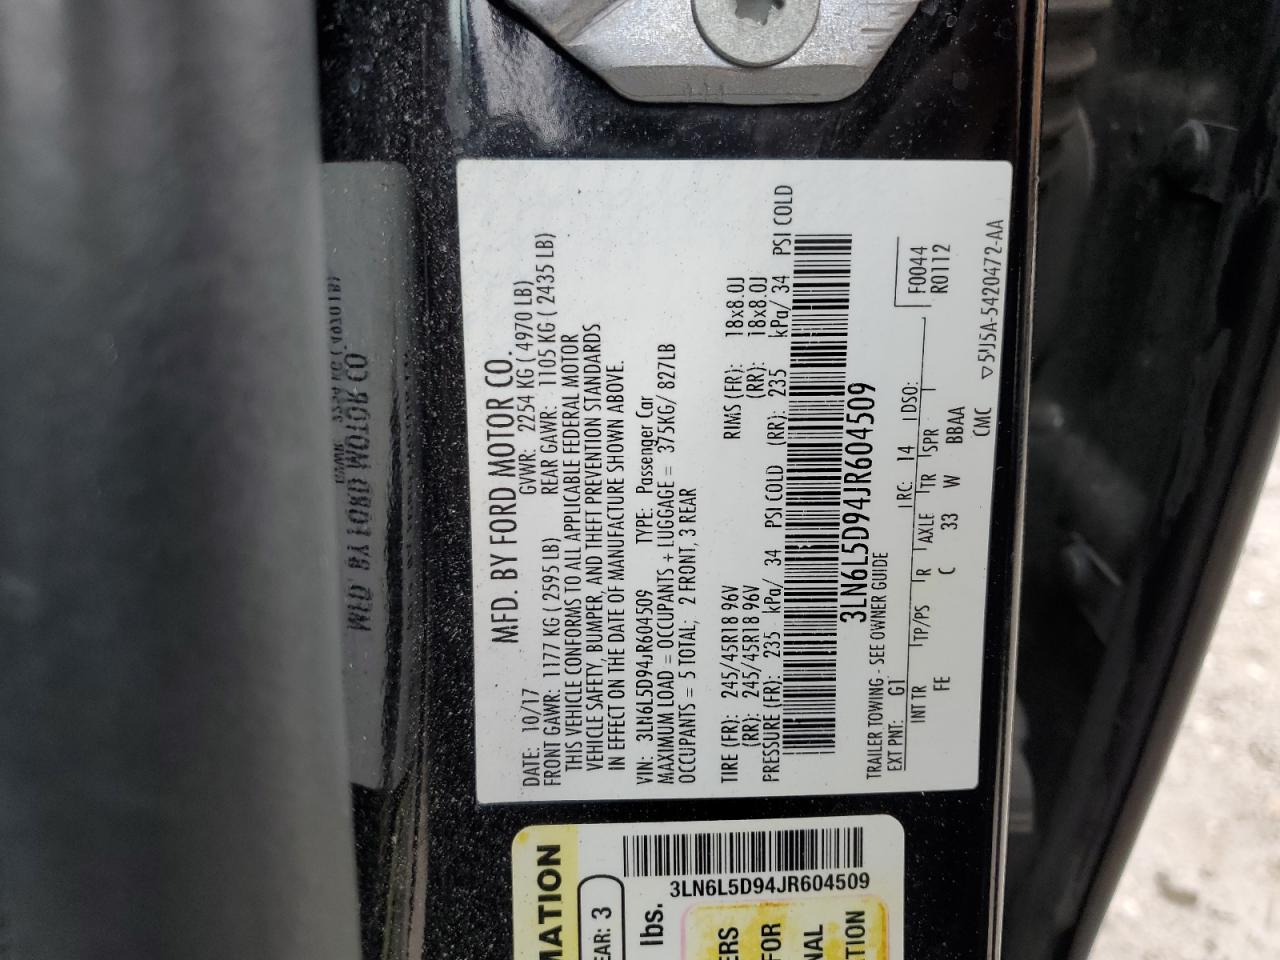 MFD. BY FORD MOTOR CO.
DATE: 10/17 GVWR: 2254 KG ( 4970 LB)
FRONT GAWR: 1177 KG ( 2595 LB) REAR GAWR: 1105 KG ( 2435 LB)
THIS VEHICLE CONFORMS TO ALL APPLICABLE FEDERAL MOTOR
VEHICLE SAFETY, BUMPER, AND THEFT PREVENTION STANDARDS
IN EFFECT ON THE DATE OF MANUFACTURE SHOWN ABOVE.
VIN: 3LN6L5D94JR604509 TYPE: Passenger Car
MAXIMUM LOAD = OCCUPANTS + LUGGAGE = 375KG/ 827LB
OCCUPANTS = 5 TOTAL; 2 FRONT, 3 REAR
TIRE (FR): 245/45R18 96V RIMS (FR): 18x8.0J
(RR): 245/45R18 96V (RR): 18x8.0J
PRESSURE (FR): 235 kPa/ 34 PSI COLD (RR): 235 kPa/ 34 PSI COLD
3LN6L5D94JR604509
TRAILER TOWING - SEE OWNER GUIDE
EXT PNT: G1 RC: 14 DSO: F0044
R0112
INT TR TP/PS R AXLE TR SPR
FE C 33 W BBAA
CMC
5U5A-5420472-AA
MATION
EAR: 3
lbs.
3LN6L5D94JR604509
ERS
FOR
NAL
TION